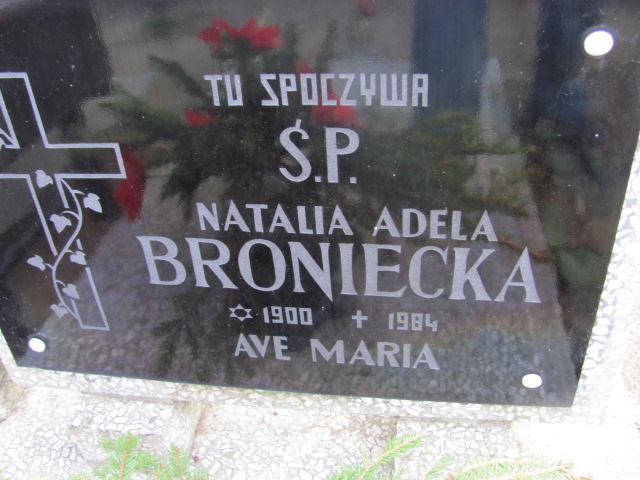 TU SPOCZYWA
Ś.P.
NATALIA ADELA
BRONIECKA
✡ 1900 + 1984
AVE MARIA